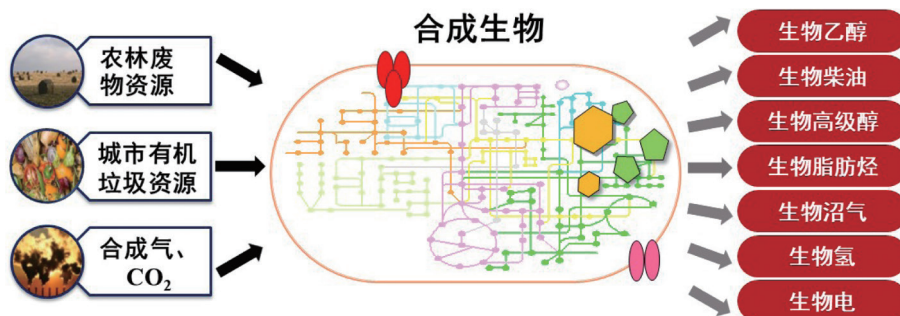 合成生物
农林废
物资源
城市有机
垃圾资源
合成气、
CO₂
生物乙醇
生物柴油
生物高级醇
生物脂肪烃
生物沼气
生物氢
生物电